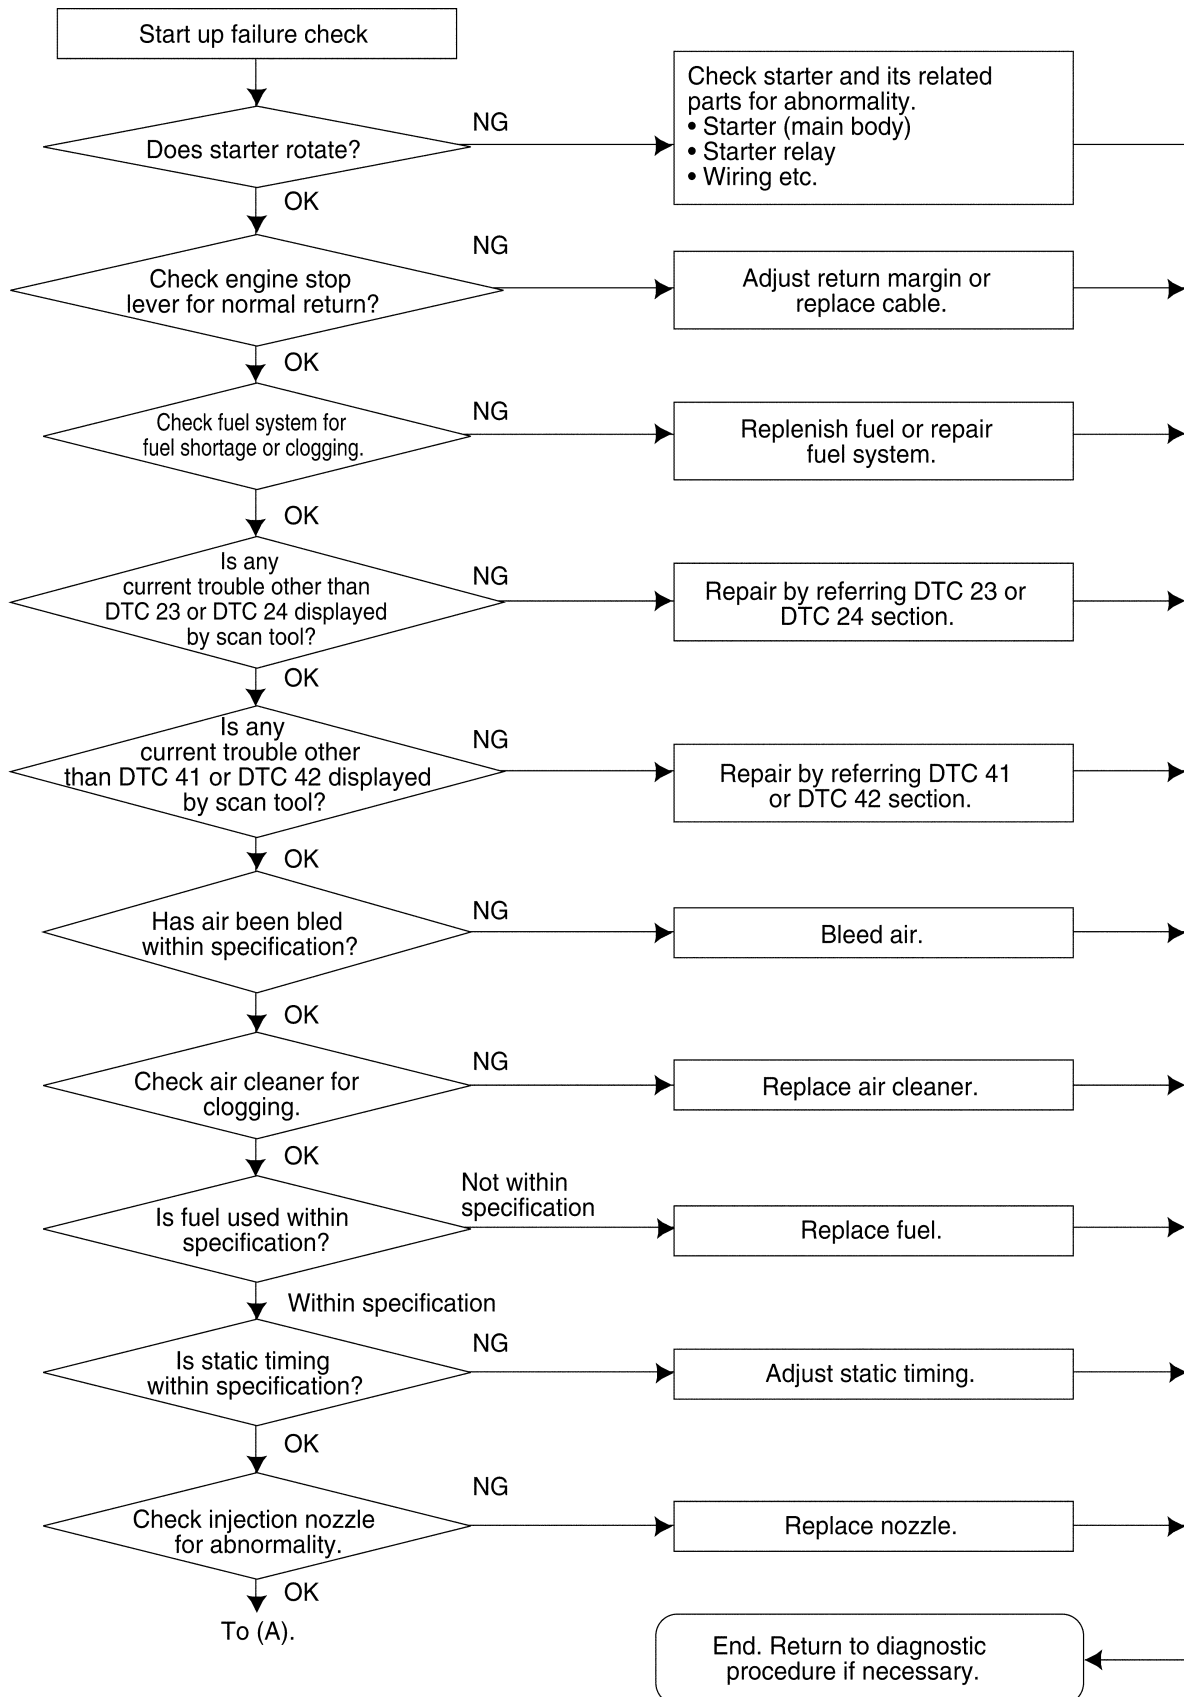 Start up failure check
Does starter rotate?
NG
Check starter and its related
parts for abnormality.
• Starter (main body)
• Starter relay
• Wiring etc.
OK
Check engine stop
lever for normal return?
NG
Adjust return margin or
replace cable.
OK
Check fuel system for
fuel shortage or clogging.
NG
Replenish fuel or repair
fuel system.
OK
Is any
current trouble other than
DTC 23 or DTC 24 displayed
by scan tool?
NG
Repair by referring DTC 23 or
DTC 24 section.
OK
Is any
current trouble other
than DTC 41 or DTC 42 displayed
by scan tool?
NG
Repair by referring DTC 41
or DTC 42 section.
OK
Has air been bled
within specification?
NG
Bleed air.
OK
Check air cleaner for
clogging.
NG
Replace air cleaner.
OK
Is fuel used within
specification?
Not within
specification
Replace fuel.
Within specification
Is static timing
within specification?
NG
Adjust static timing.
OK
Check injection nozzle
for abnormality.
NG
Replace nozzle.
OK
To (A).
End. Return to diagnostic
procedure if necessary.